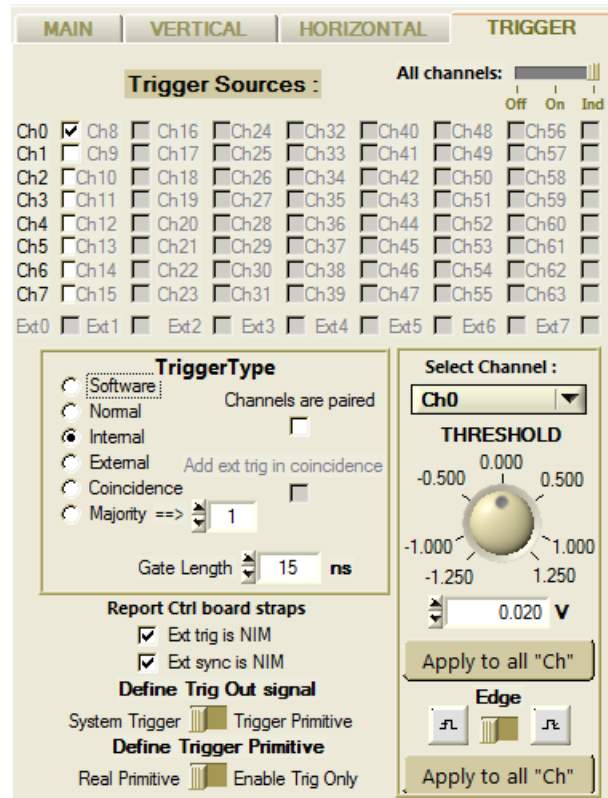 MAIN VERTICAL HORIZONTAL TRIGGER
Trigger Sources : All channels:
Off On Ind
Ch0 Ch8 Ch16 Ch24 Ch32 Ch40 Ch48 Ch56
Ch1 Ch9 Ch17 Ch25 Ch33 Ch41 Ch49 Ch57
Ch2 Ch10 Ch18 Ch26 Ch34 Ch42 Ch50 Ch58
Ch3 Ch11 Ch19 Ch27 Ch35 Ch43 Ch51 Ch59
Ch4 Ch12 Ch20 Ch28 Ch36 Ch44 Ch52 Ch60
Ch5 Ch13 Ch21 Ch29 Ch37 Ch45 Ch53 Ch61
Ch6 Ch14 Ch22 Ch30 Ch38 Ch46 Ch54 Ch62
Ch7 Ch15 Ch23 Ch31 Ch39 Ch47 Ch55 Ch63
Ext0 Ext1 Ext2 Ext3 Ext4 Ext5 Ext6 Ext7
TriggerType
Software
Normal
Internal
External
Coincidence
Majority ==> 1
Channels are paired
Add ext trig in coincidence
Gate Length 15 ns
Report Ctrl board straps
Ext trig is NIM
Ext sync is NIM
Define Trig Out signal
System Trigger Trigger Primitive
Define Trigger Primitive
Real Primitive Enable Trig Only
Select Channel :
Ch0
THRESHOLD
0.000
-0.500 0.500
-1.000 1.000
-1.250 1.250
0.020 V
Apply to all "Ch"
Edge
Apply to all "Ch"